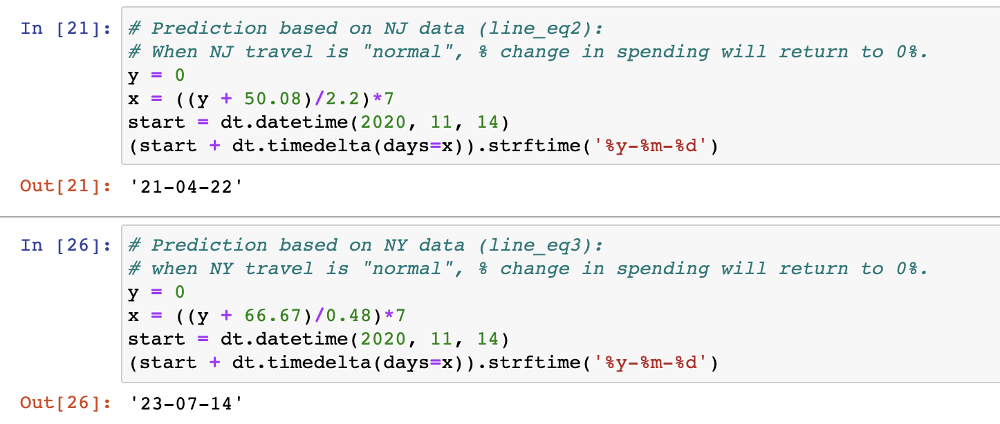 In [21]: # Prediction based on NJ data (line_eq2):
# When NJ travel is "normal", % change in spending will return to 0%.
y = 0
x = ((y + 50.08)/2.2)*7
start = dt.datetime(2020, 11, 14)
(start + dt.timedelta(days=x)).strftime('%y-%m-%d')
Out[21]: '21-04-22'
In [26]: # Prediction based on NY data (line_eq3):
# when NY travel is "normal", % change in spending will return to 0%.
y = 0
x = ((y + 66.67)/0.48)*7
start = dt.datetime(2020, 11, 14)
(start + dt.timedelta(days=x)).strftime('%y-%m-%d')
Out[26]: '23-07-14'